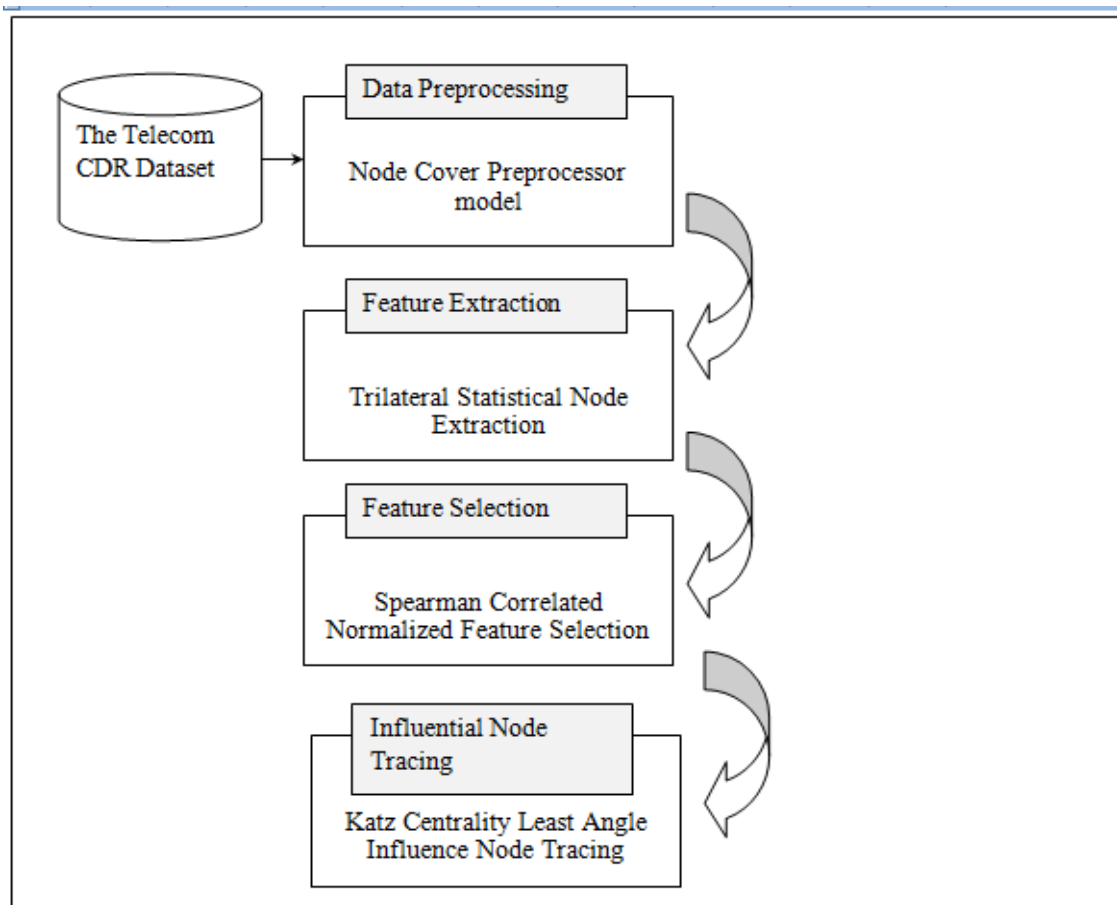 The Telecom
CDR Dataset
Data Preprocessing
Node Cover Preprocessor
model
Feature Extraction
Trilateral Statistical Node
Extraction
Feature Selection
Spearman Correlated
Normalized Feature Selection
Influential Node
Tracing
Katz Centrality Least Angle
Influence Node Tracing